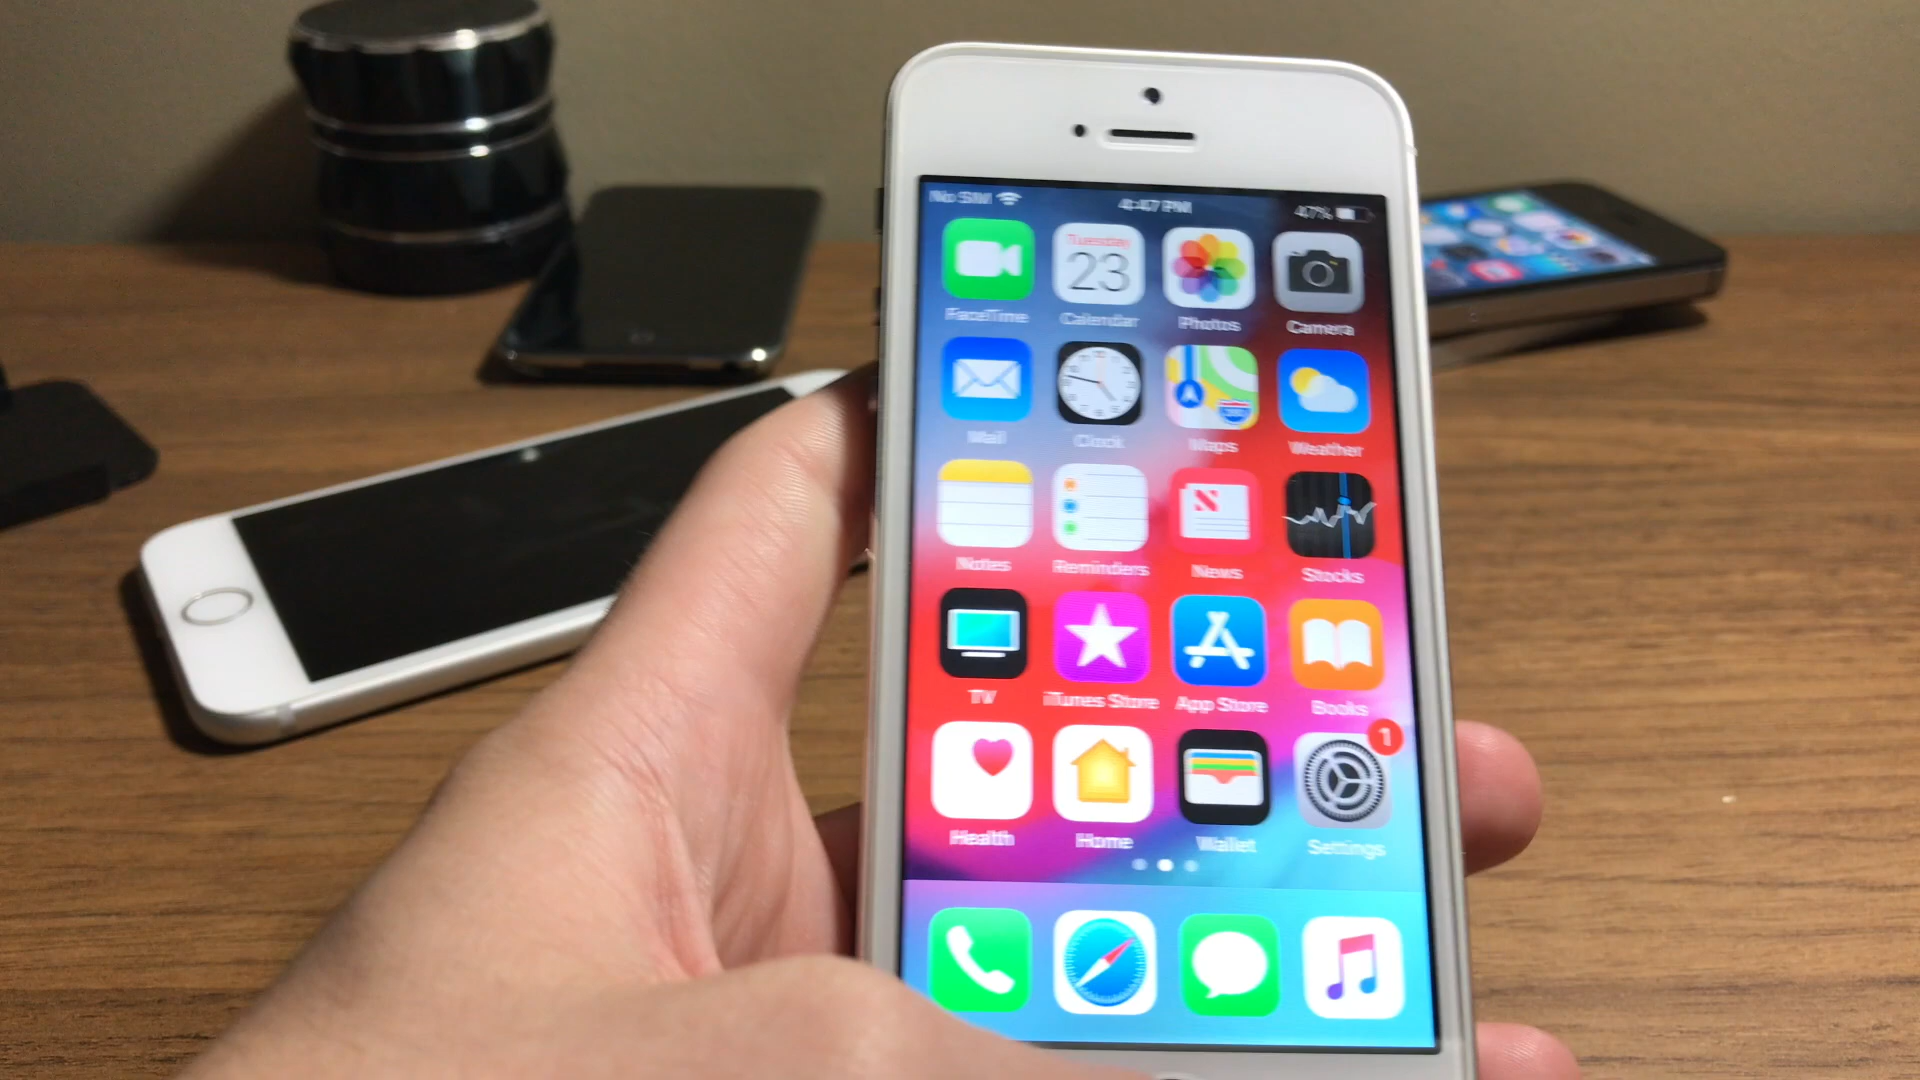 No SIM 4:47 PM 47%
Tuesday
23
FaceTime Calendar Photos Camera
Mail Clock Maps Weather
Notes Reminders News Stocks
TV iTunes Store App Store Books
1
Health Home Wallet Settings